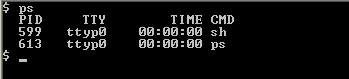 $ ps
PID TTY TIME CMD
599 ttyp0 00:00:00 sh
613 ttyp0 00:00:00 ps
$ _